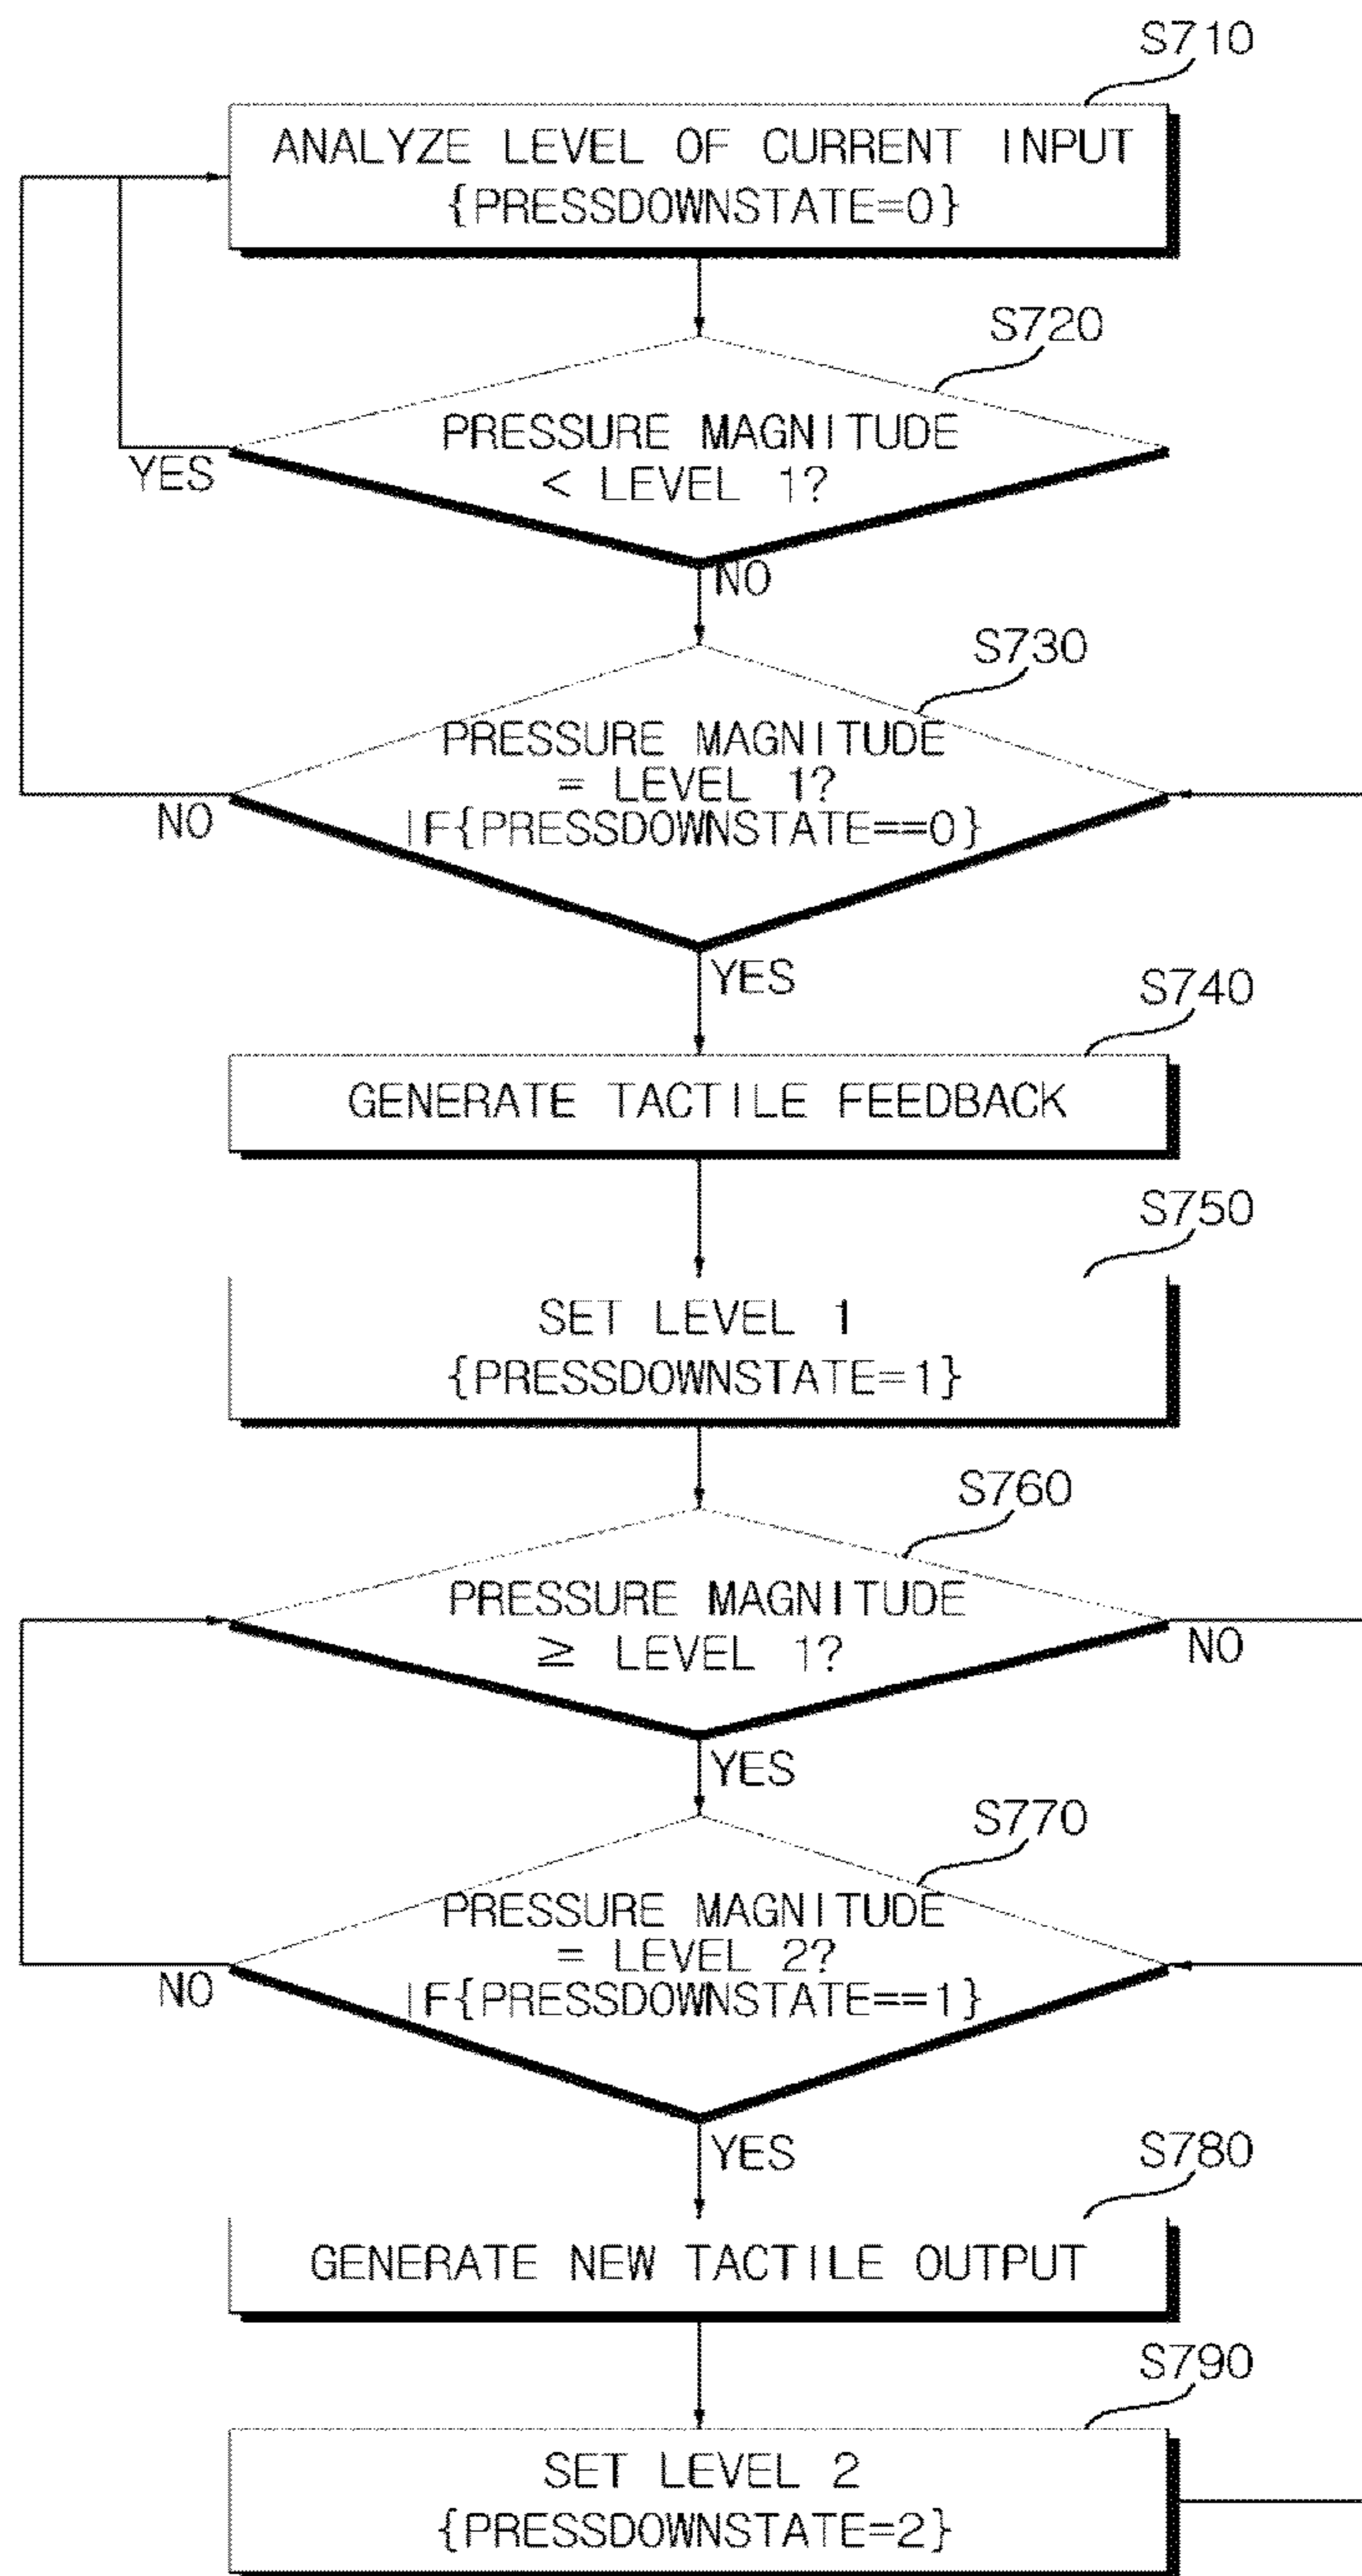 S710
ANALYZE LEVEL OF CURRENT INPUT
{PRESSDOWNSTATE=0}
S720
PRESSURE MAGNITUDE
< LEVEL 1?
YES
NO
S730
PRESSURE MAGNITUDE
= LEVEL 1?
IF{PRESSDOWNSTATE==0}
NO
YES
S740
GENERATE TACTILE FEEDBACK
S750
SET LEVEL 1
{PRESSDOWNSTATE=1}
S760
PRESSURE MAGNITUDE
≥ LEVEL 1?
NO
YES
S770
PRESSURE MAGNITUDE
= LEVEL 2?
IF{PRESSDOWNSTATE==1}
NO
YES
S780
GENERATE NEW TACTILE OUTPUT
S790
SET LEVEL 2
{PRESSDOWNSTATE=2}